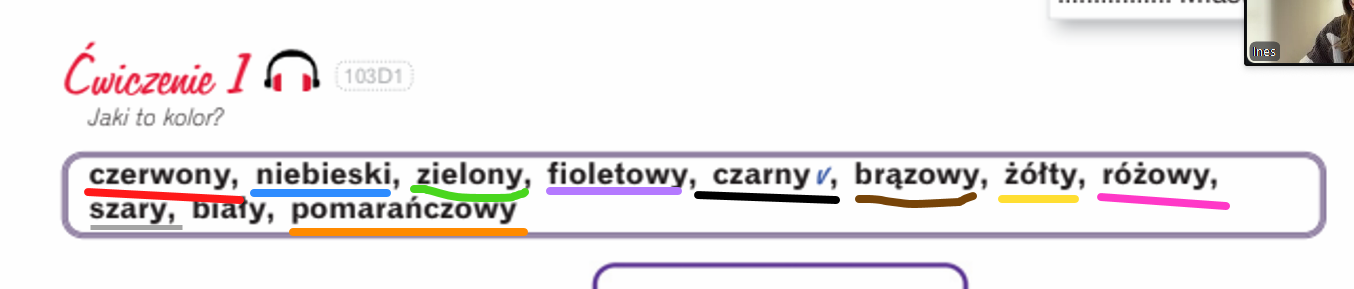 Ines
Ćwiczenie 1 103D1
Jaki to kolor?
czerwony, niebieski, zielony, fioletowy, czarny, brązowy, żółty, różowy,
szary, biały, pomarańczowy